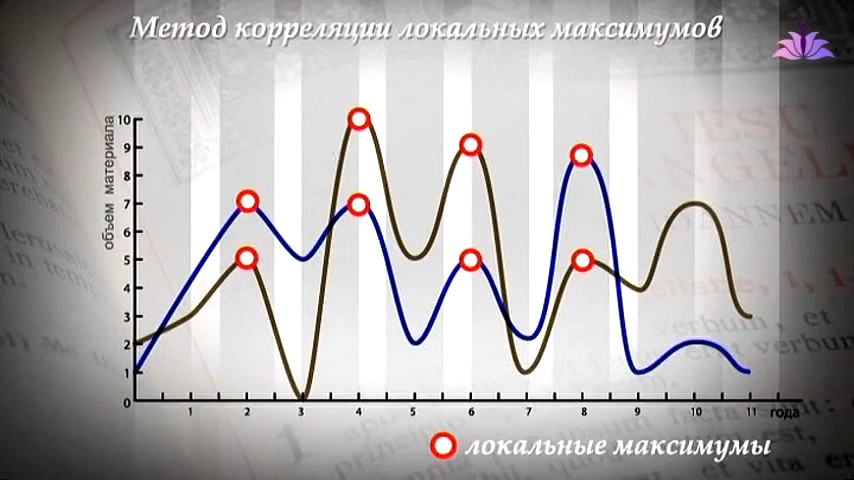 Метод корреляции локальных максимумов
объем материала
10
9
8
7
6
5
4
3
2
1
0
1 2 3 4 5 6 7 8 9 10 11 года
локальные максимумы